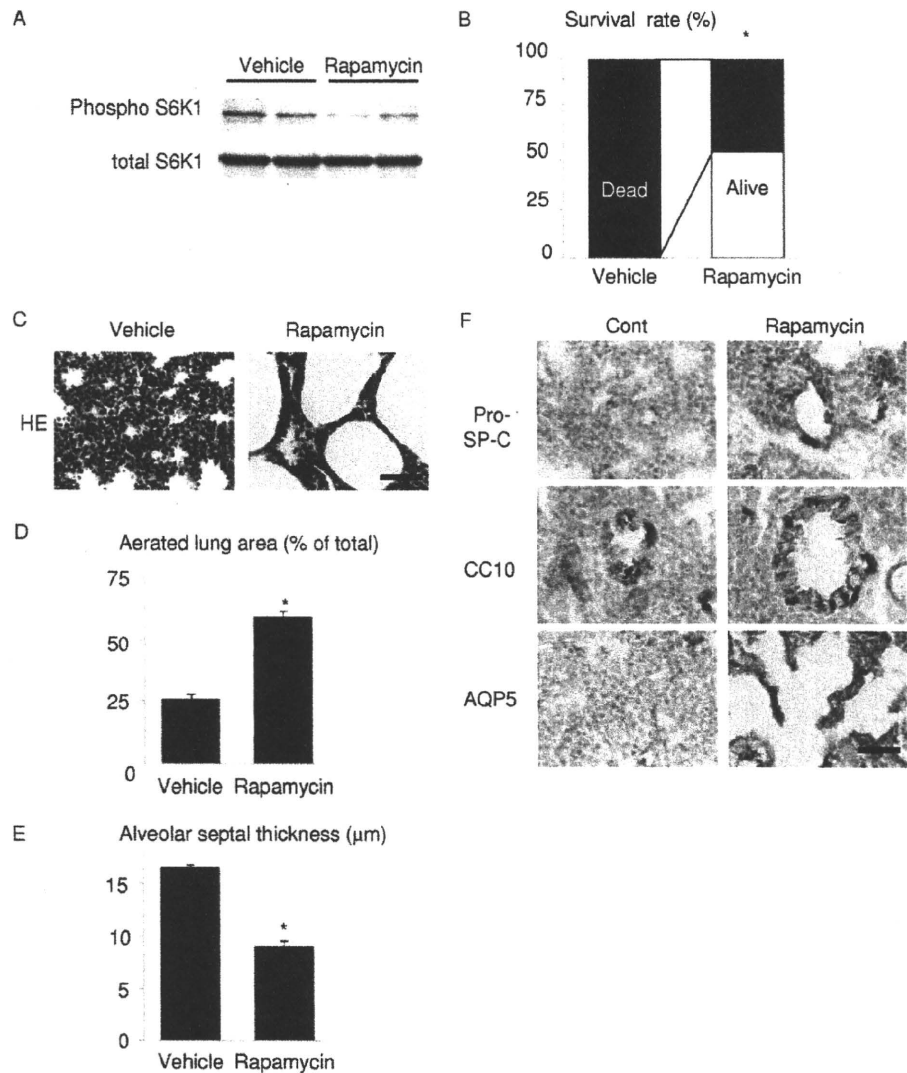 A
Vehicle Rapamycin
Phospho S6K1
total S6K1
B
Survival rate (%)
*
100
75
50
25
0
Dead
Alive
Vehicle Rapamycin
C
Vehicle Rapamycin
HE
D
Aerated lung area (% of total)
75
50
25
0
*
Vehicle Rapamycin
E
Alveolar septal thickness (μm)
15
10
5
0
*
Vehicle Rapamycin
F
Cont Rapamycin
Pro-
SP-C
CC10
AQP5